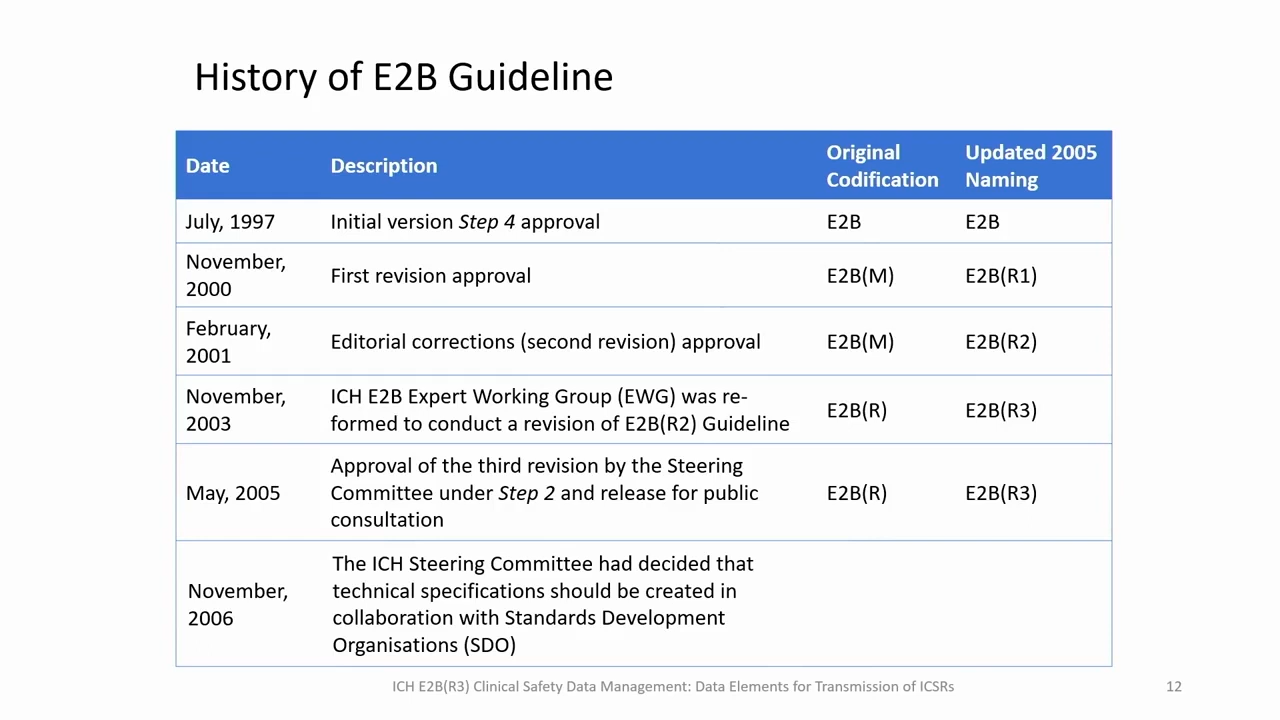 History of E2B Guideline
Date
Description
Original
Codification
Updated 2005
Naming
July, 1997
Initial version Step 4 approval
E2B
E2B
November,
2000
First revision approval
E2B(M)
E2B(R1)
February,
2001
Editorial corrections (second revision) approval
E2B(M)
E2B(R2)
November,
2003
ICH E2B Expert Working Group (EWG) was re-
formed to conduct a revision of E2B(R2) Guideline
E2B(R)
E2B(R3)
May, 2005
Approval of the third revision by the Steering
Committee under Step 2 and release for public
consultation
E2B(R)
E2B(R3)
November,
2006
The ICH Steering Committee had decided that
technical specifications should be created in
collaboration with Standards Development
Organisations (SDO)
ICH E2B(R3) Clinical Safety Data Management: Data Elements for Transmission of ICSRs
12